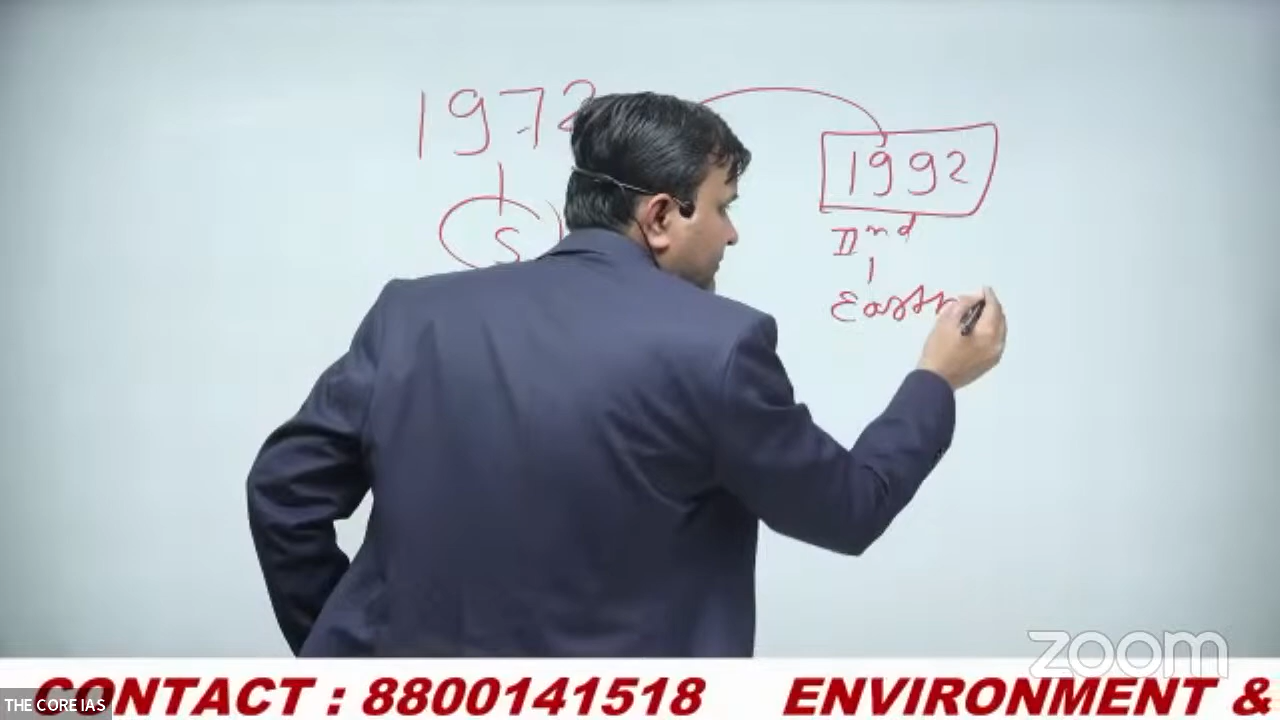 1972
1992
S
IInd
Earth
zoom
CONTACT : 8800141518 ENVIRONMENT &
THE CORE IAS